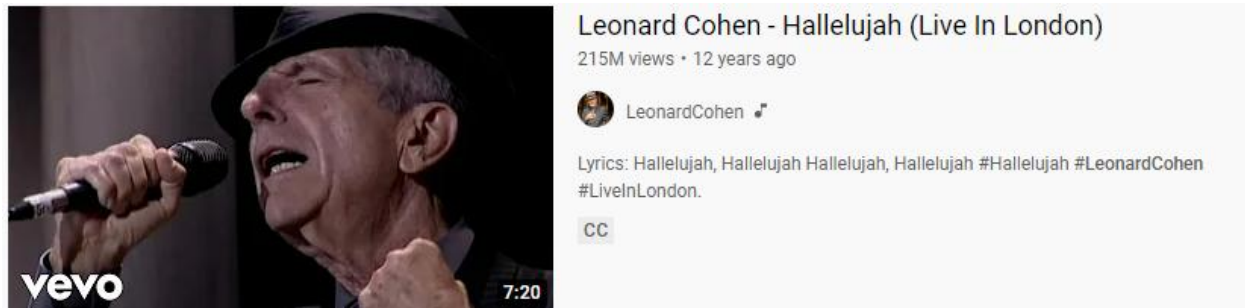 Leonard Cohen - Hallelujah (Live In London)
215M views • 12 years ago
LeonardCohen
Lyrics: Hallelujah, Hallelujah Hallelujah, Hallelujah #Hallelujah #LeonardCohen
#LiveInLondon.
CC
vevo
7:20